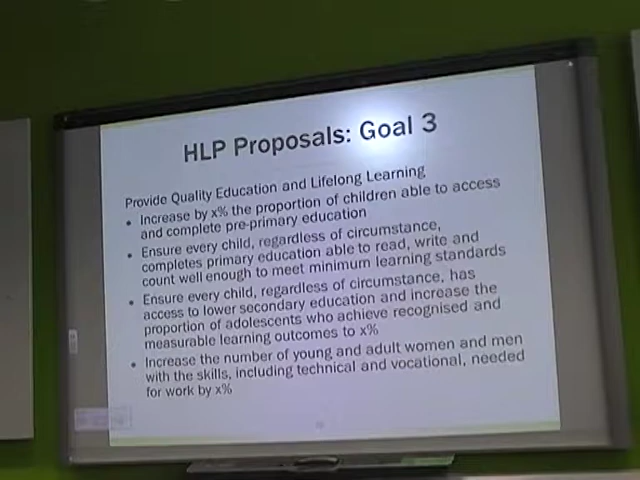 HLP Proposals: Goal 3
Provide Quality Education and Lifelong Learning
• Increase by x% the proportion of children able to access
and complete pre-primary education
• Ensure every child, regardless of circumstance,
completes primary education able to read, write and
count well enough to meet minimum learning standards
• Ensure every child, regardless of circumstance, has
access to lower secondary education and increase the
proportion of adolescents who achieve recognised and
measurable learning outcomes to x%
• Increase the number of young and adult women and men
with the skills, including technical and vocational, needed
for work by x%